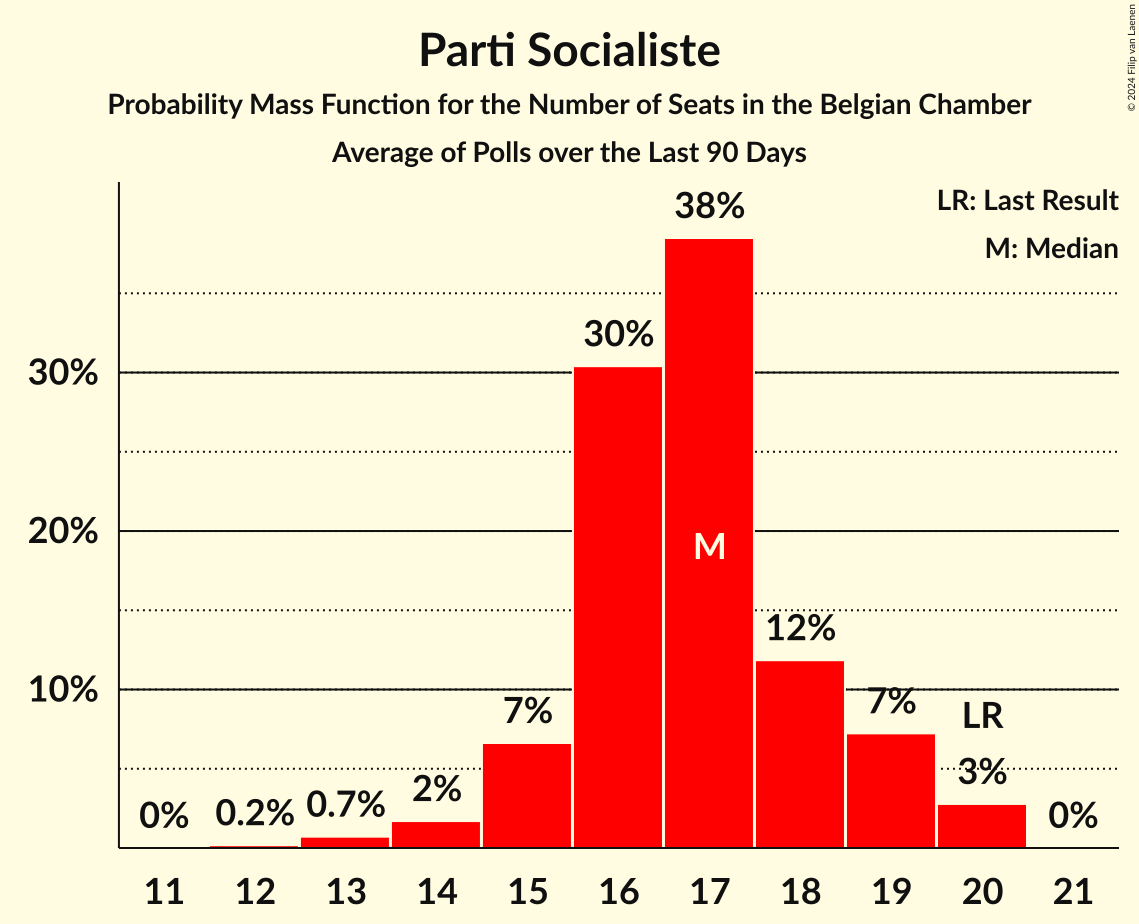 Parti Socialiste
Probability Mass Function for the Number of Seats in the Belgian Chamber
Average of Polls over the Last 90 Days
© 2024 Filip van Laenen
LR: Last Result
M: Median
38%
30%
30%
20%
M
12%
10%
7%
7%
LR
3%
2%
0.7%
0.2%
0%
0%
11 12 13 14 15 16 17 18 19 20 21